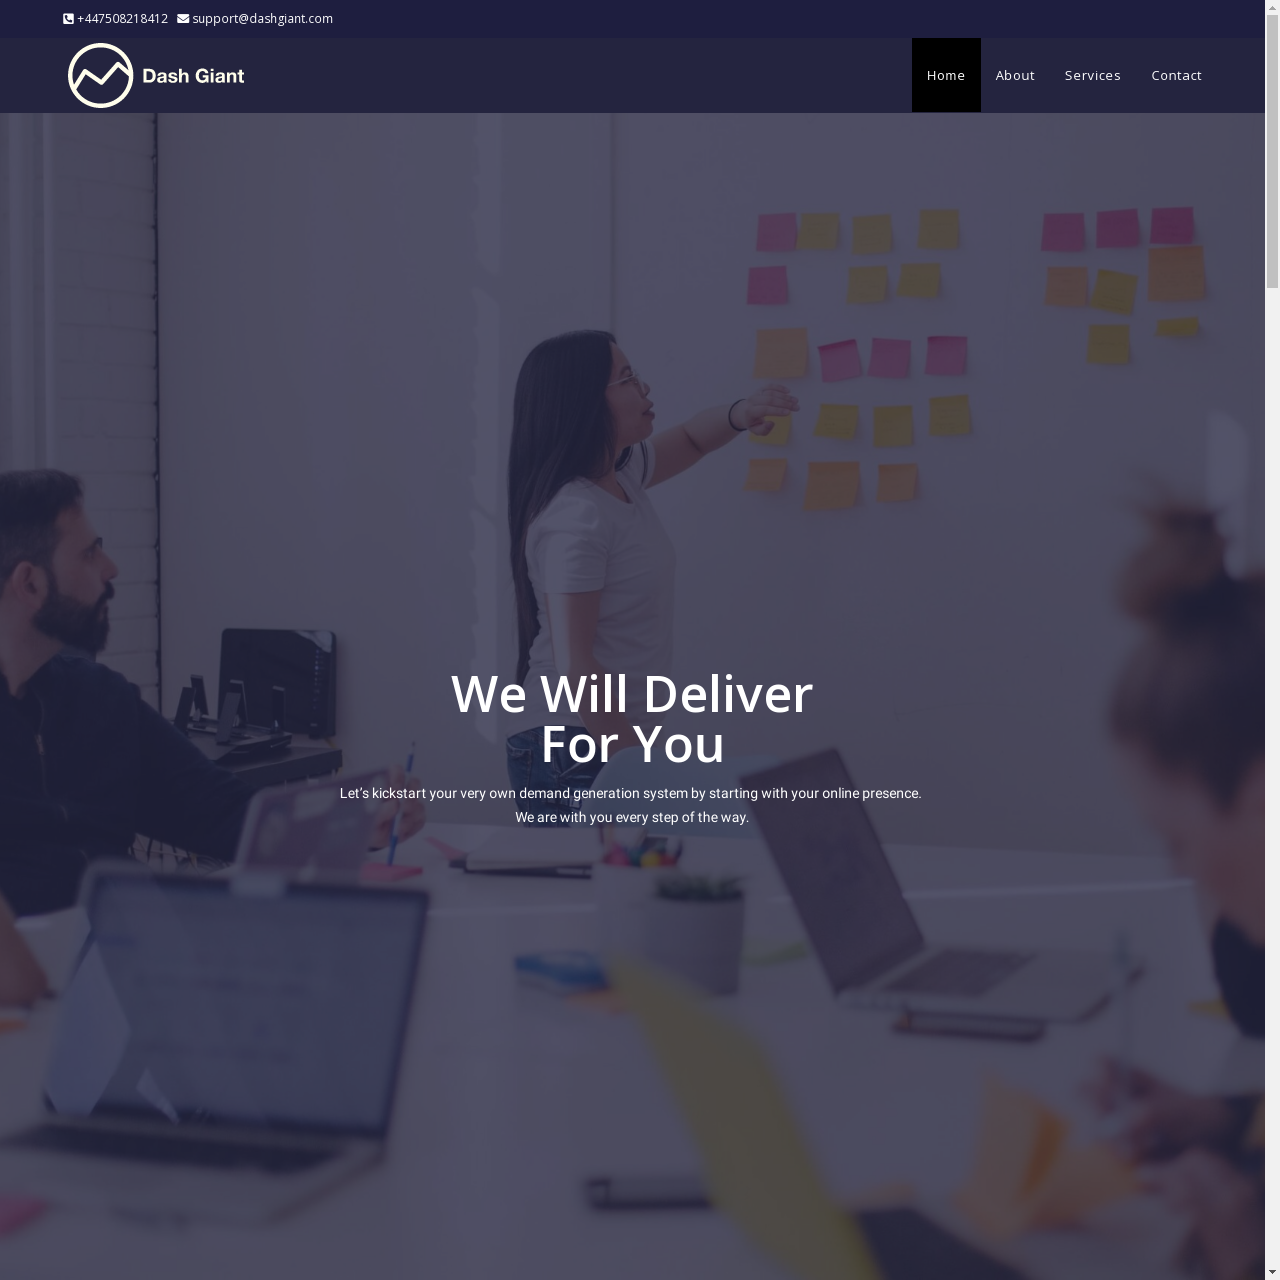 +447508218412 support@dashgiant.com
Dash Giant
Home About Services Contact
We Will Deliver
For You
Let's kickstart your very own demand generation system by starting with your online presence.
We are with you every step of the way.